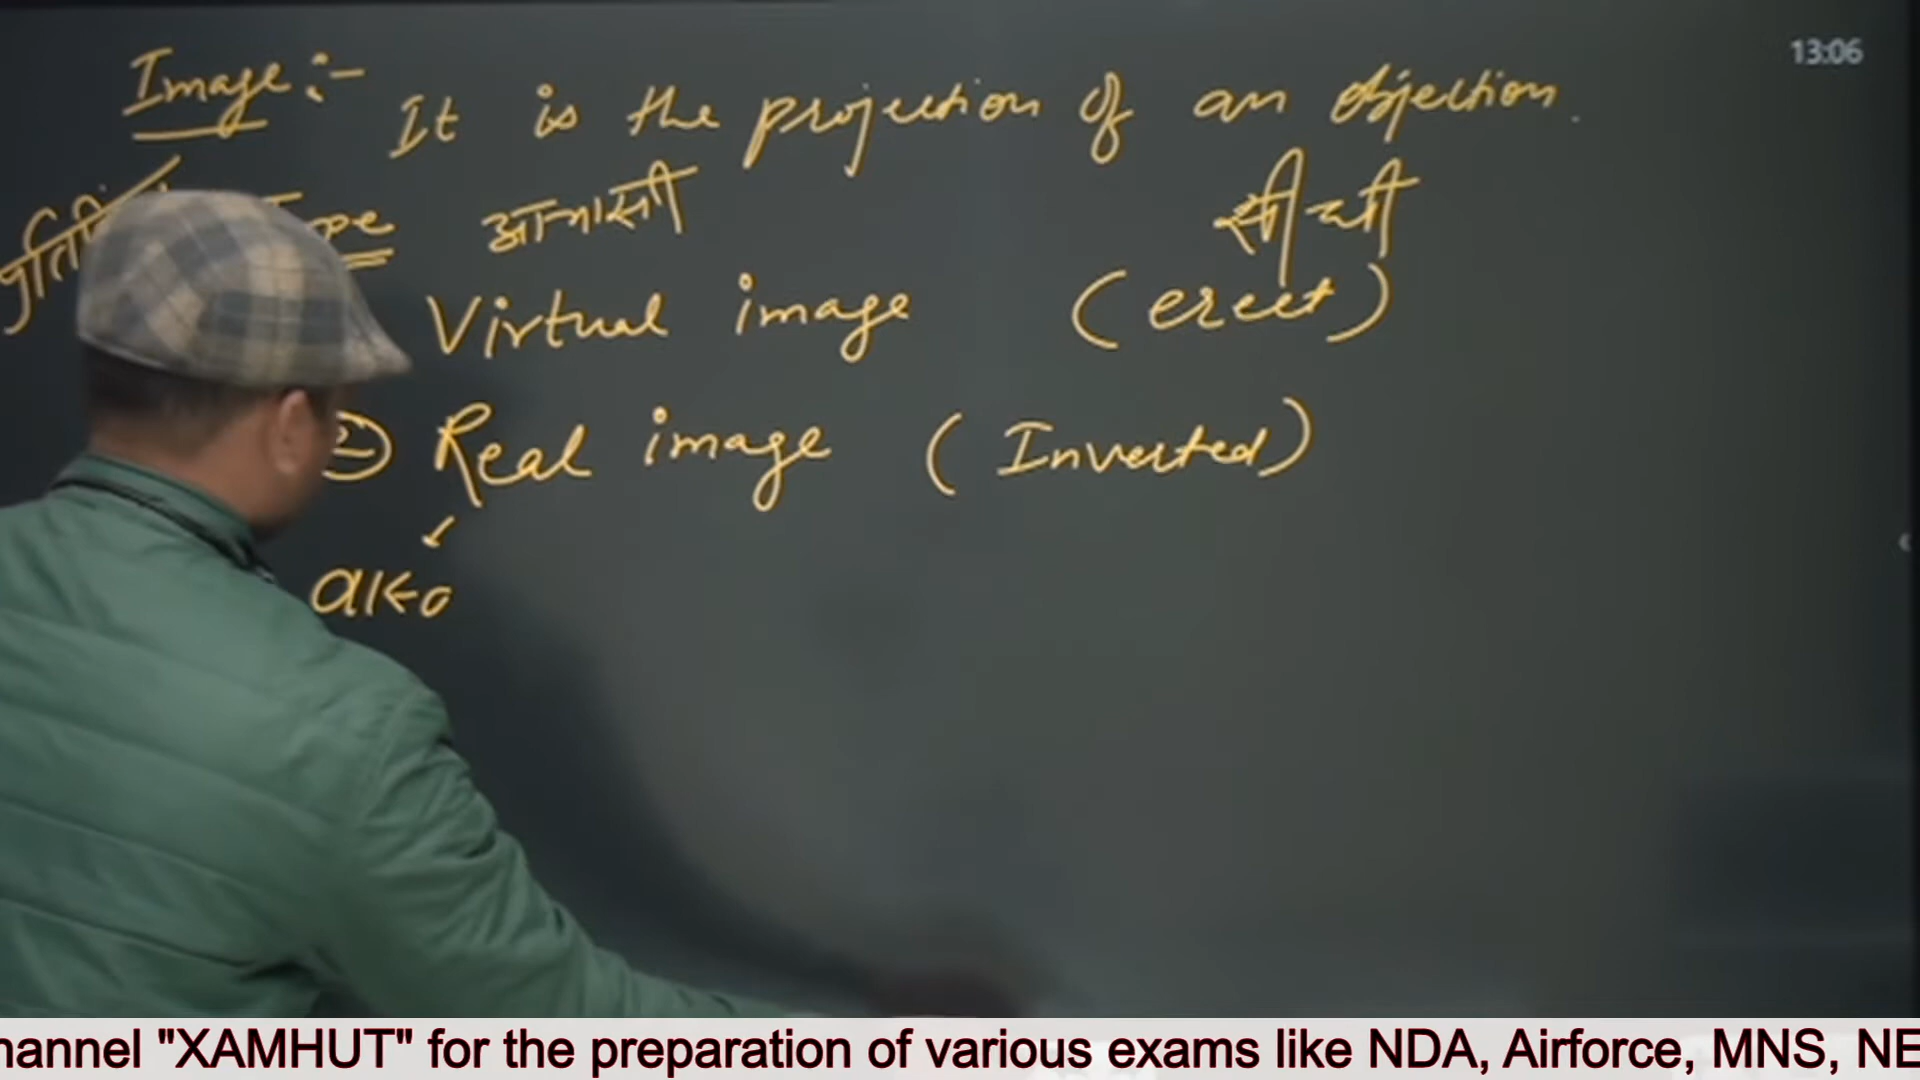 13:06
Image :-
It is the projection of an objection.
आभासी
सीधी
Virtual image (erect)
② Real image (Inverted)
hannel "XAMHUT" for the preparation of various exams like NDA, Airforce, MNS, NE